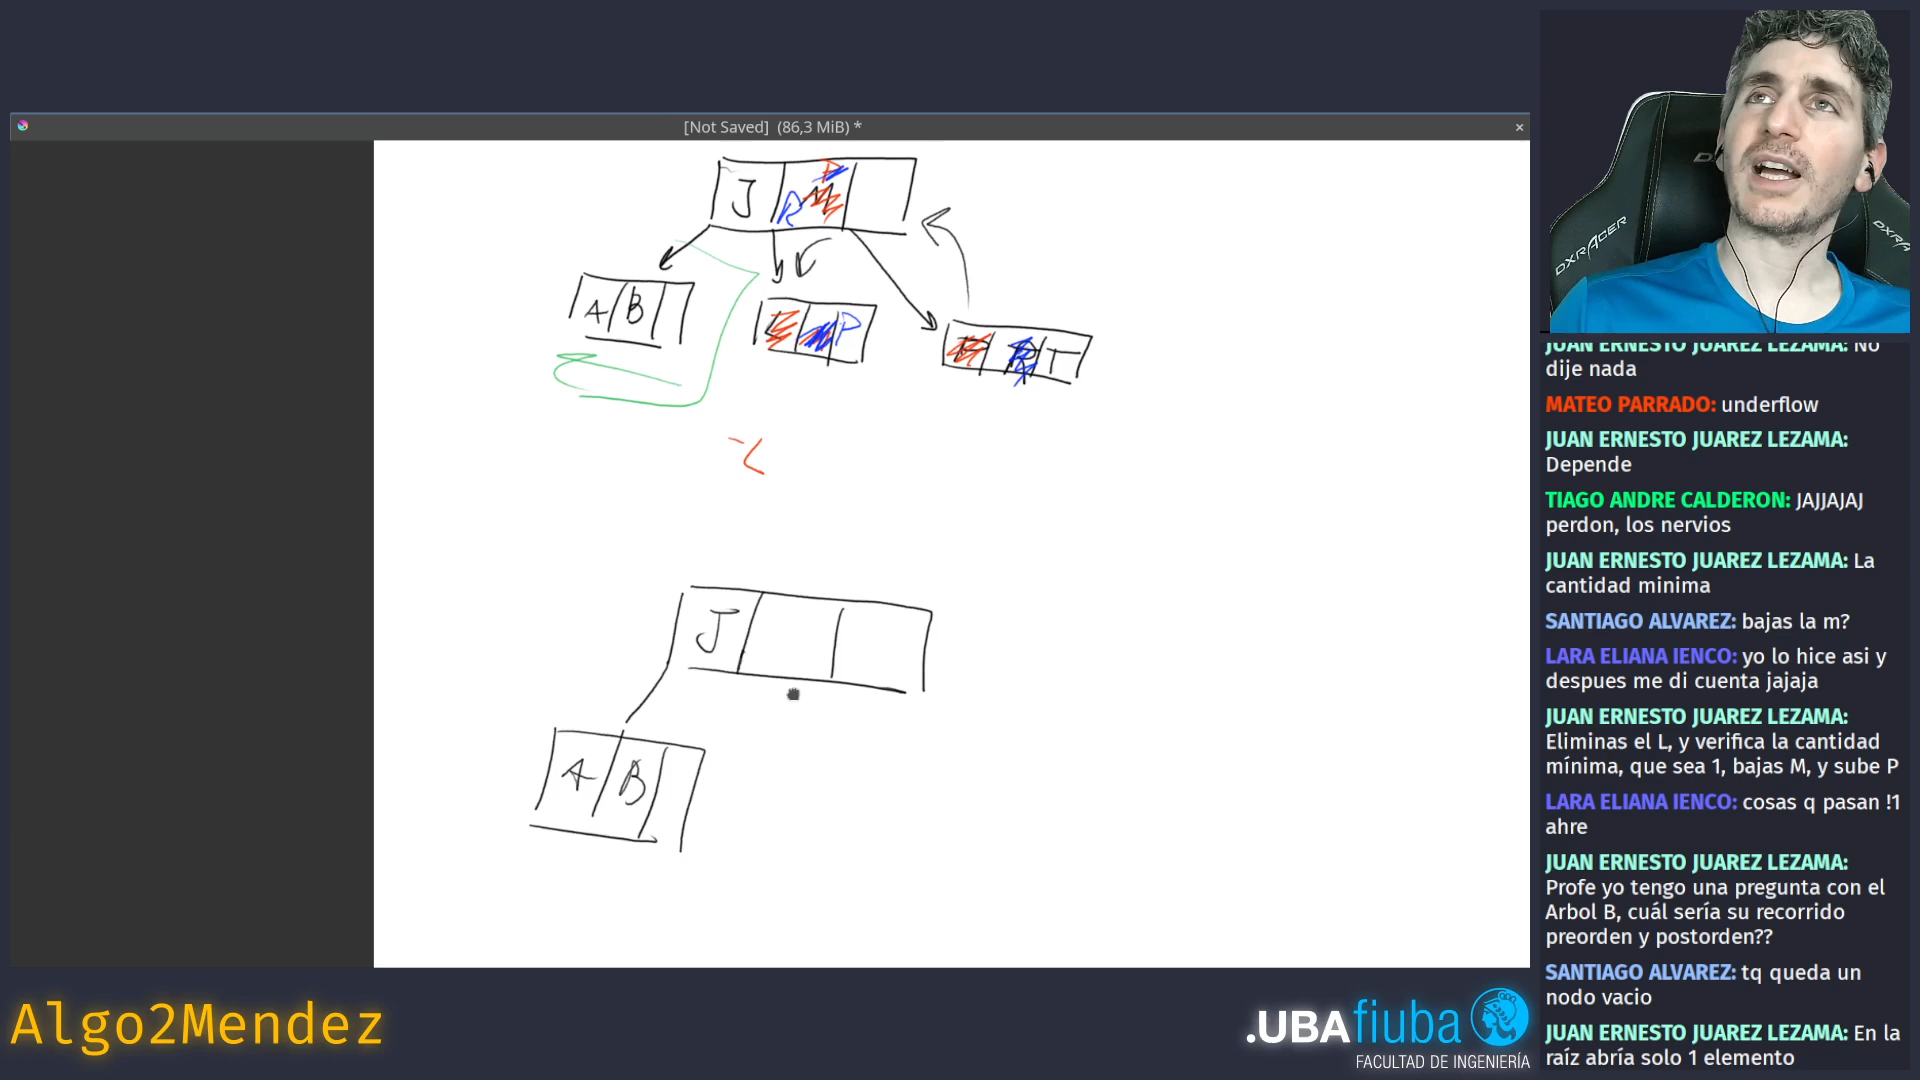 [Not Saved]  (86,3 MiB) *
×
J
R
M
P
A B
P
T
-L
J
A B
DXRACER
JUAN ERNESTO JUAREZ LEZAMA: No
dije nada
MATEO PARRADO: underflow
JUAN ERNESTO JUAREZ LEZAMA:
Depende
TIAGO ANDRE CALDERON: JAJJAJAJ
perdon, los nervios
JUAN ERNESTO JUAREZ LEZAMA: La
cantidad minima
SANTIAGO ALVAREZ: bajas la m?
LARA ELIANA IENCO: yo lo hice asi y
despues me di cuenta jajaja
JUAN ERNESTO JUAREZ LEZAMA:
Eliminas el L, y verifica la cantidad
mínima, que sea 1, bajas M, y sube P
LARA ELIANA IENCO: cosas q pasan !1
ahre
JUAN ERNESTO JUAREZ LEZAMA:
Profe yo tengo una pregunta con el
Arbol B, cuál sería su recorrido
preorden y postorden??
SANTIAGO ALVAREZ: tq queda un
nodo vacio
JUAN ERNESTO JUAREZ LEZAMA: En la
raíz abría solo 1 elemento
Algo2Mendez
.UBAfiuba
FACULTAD DE INGENIERÍA